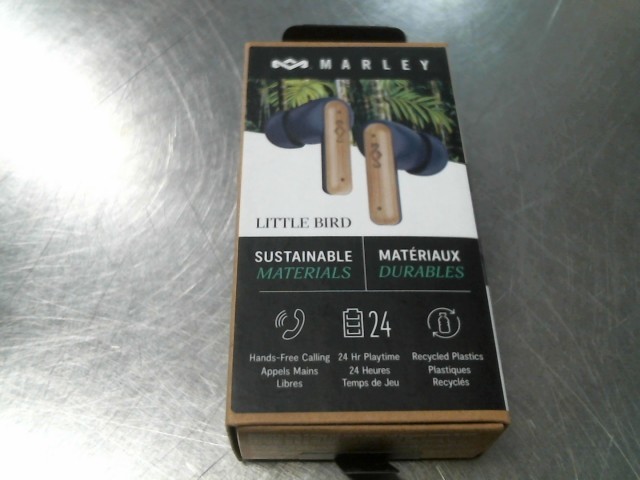 MARLEY
LITTLE BIRD
SUSTAINABLE
MATERIALS
MATÉRIAUX
DURABLES
24
Hands-Free Calling
Appels Mains
Libres
24 Hr Playtime
24 Heures
Temps de Jeu
Recycled Plastics
Plastiques
Recyclés